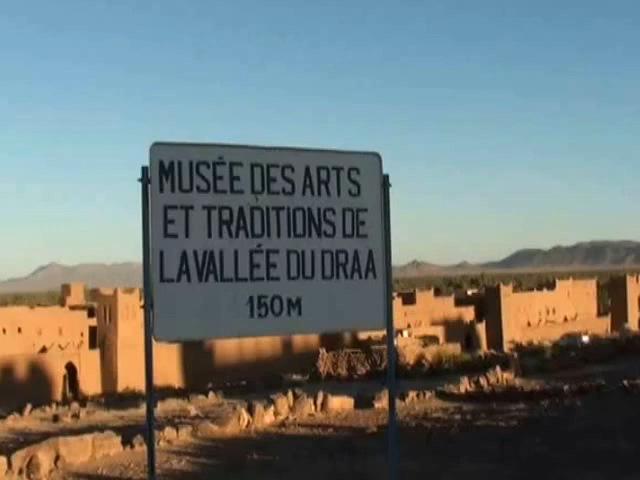 MUSÉE DES ARTS
ET TRADITIONS DE
LA VALLÉE DU DRAA
150M